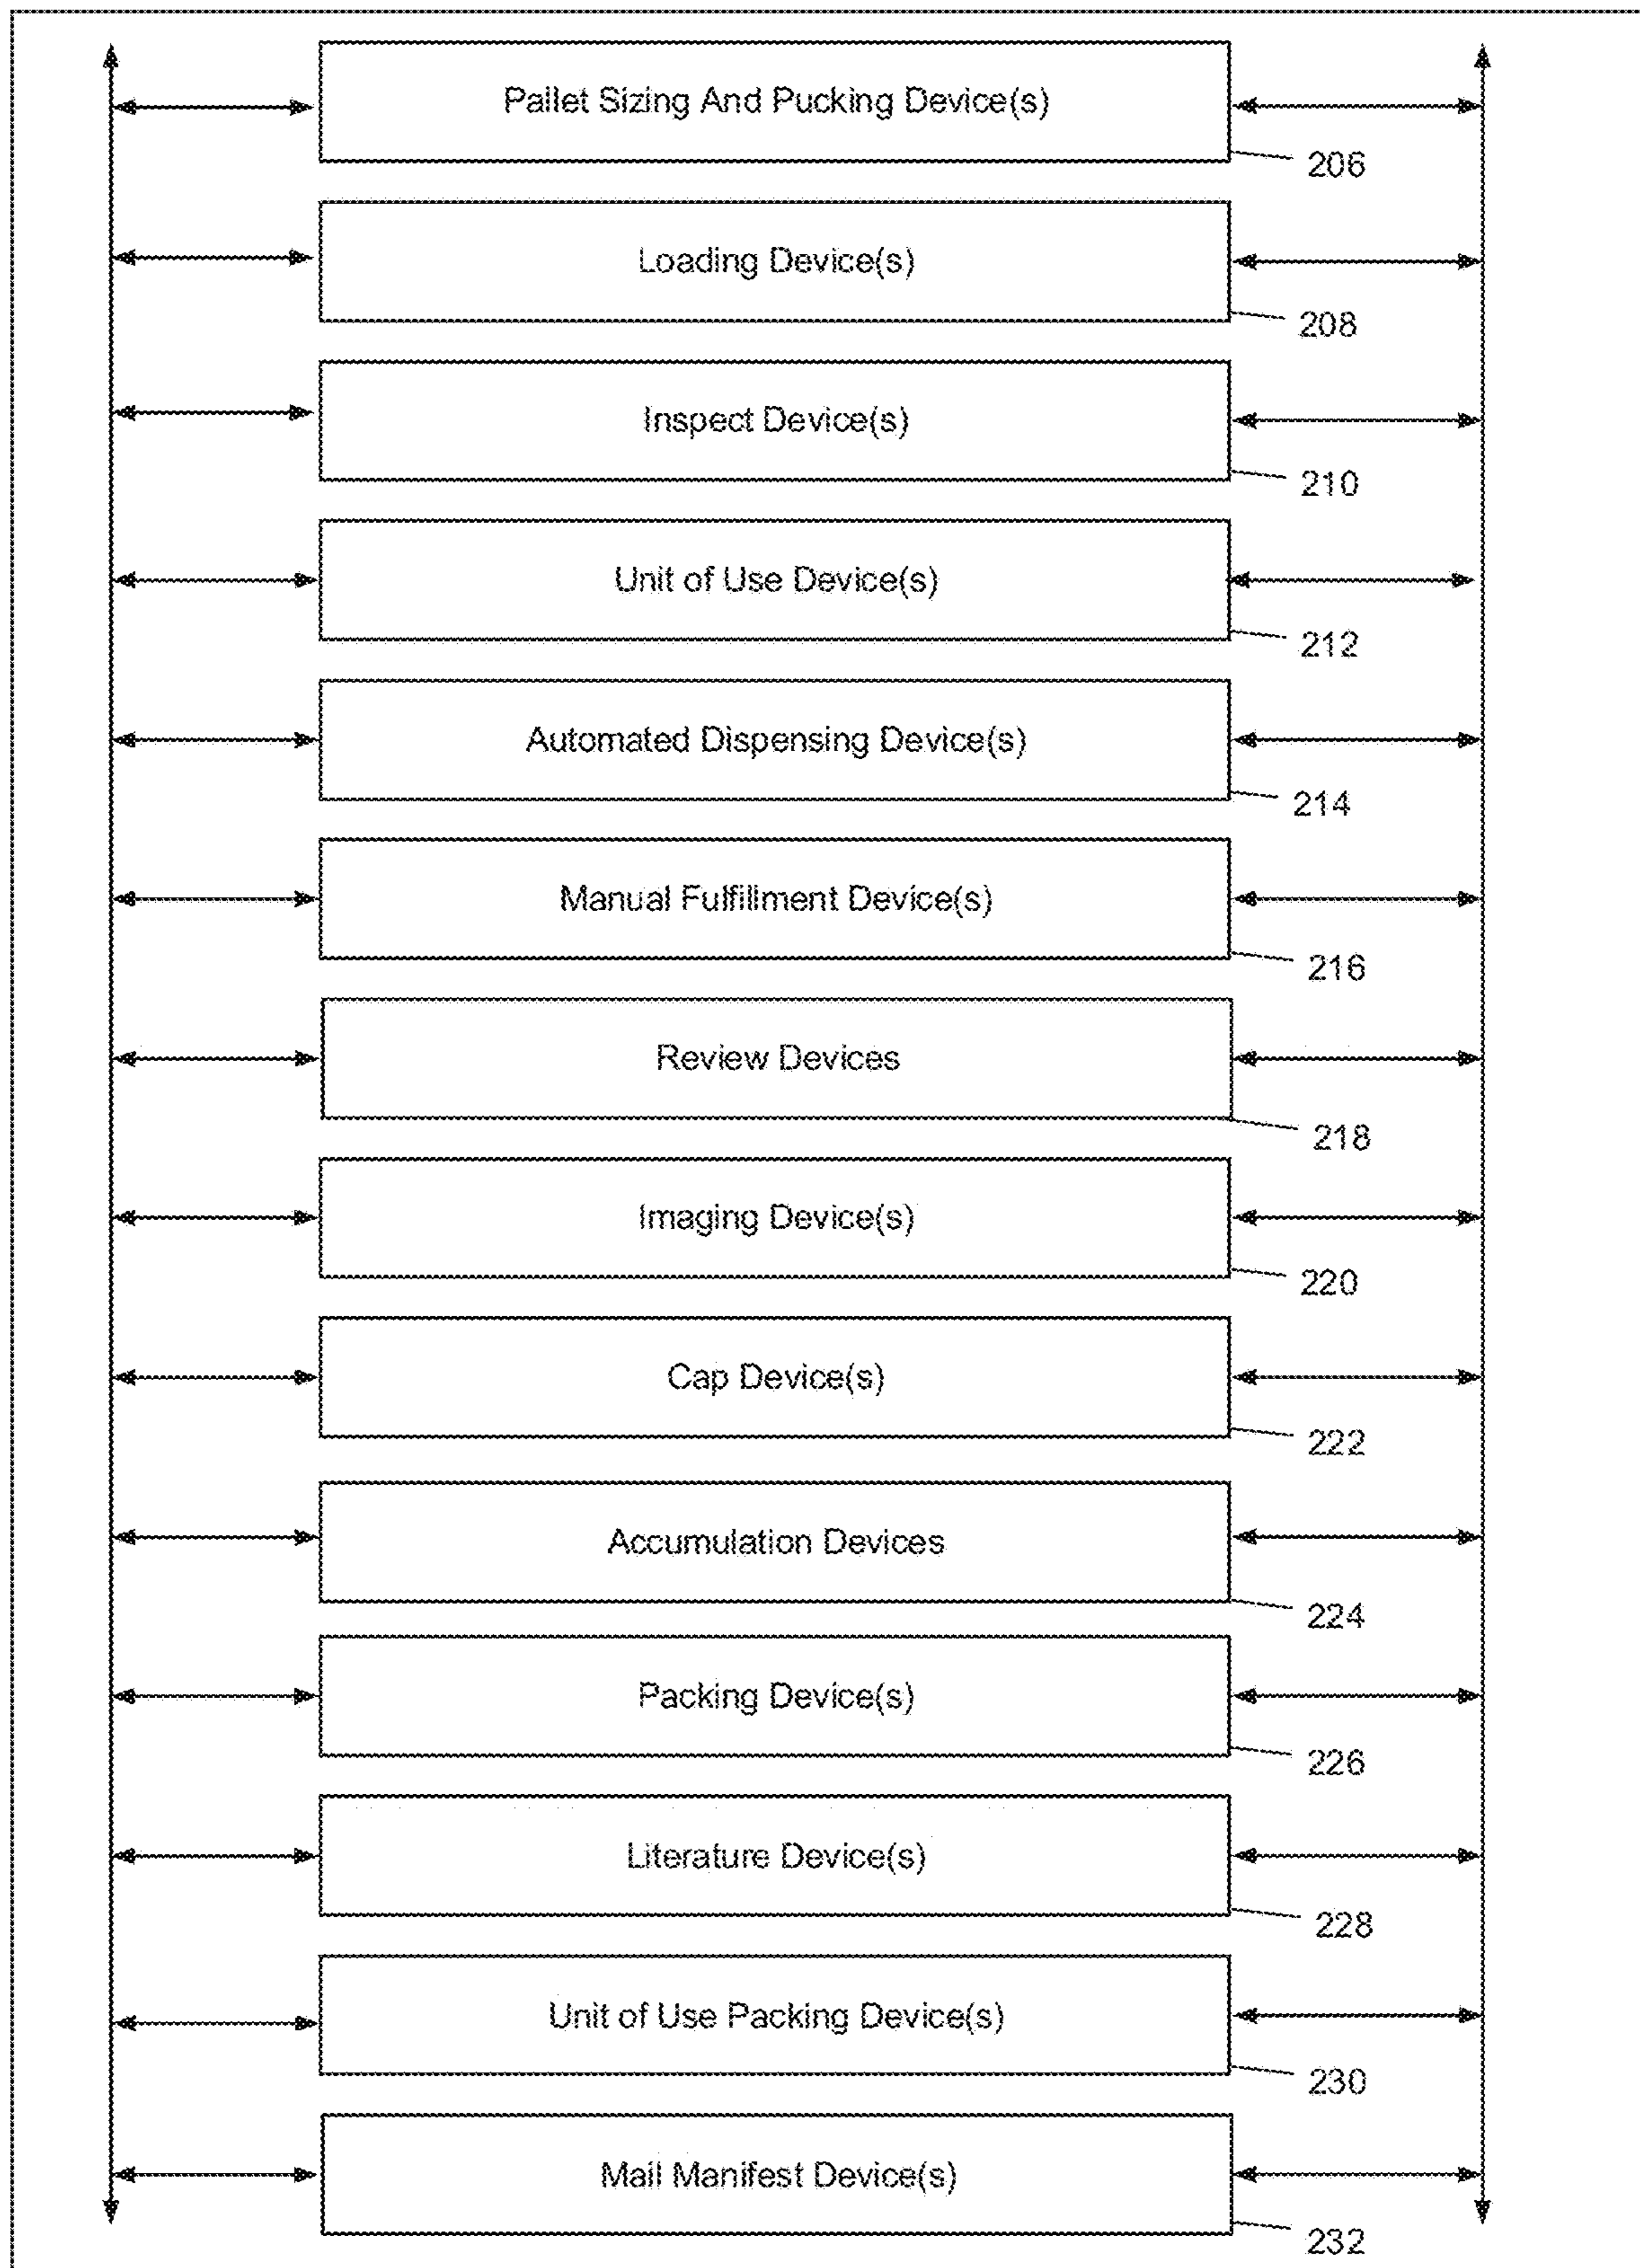 Pallet Sizing And Pucking Device(s)
206
Loading Device(s)
208
Inspect Device(s)
210
Unit of Use Device(s)
212
Automated Dispensing Device(s)
214
Manual Fulfillment Device(s)
216
Review Devices
218
Imaging Device(s)
220
Cap Device(s)
222
Accumulation Devices
224
Packing Device(s)
226
Literature Device(s)
228
Unit of Use Packing Device(s)
230
Mail Manifest Device(s)
232